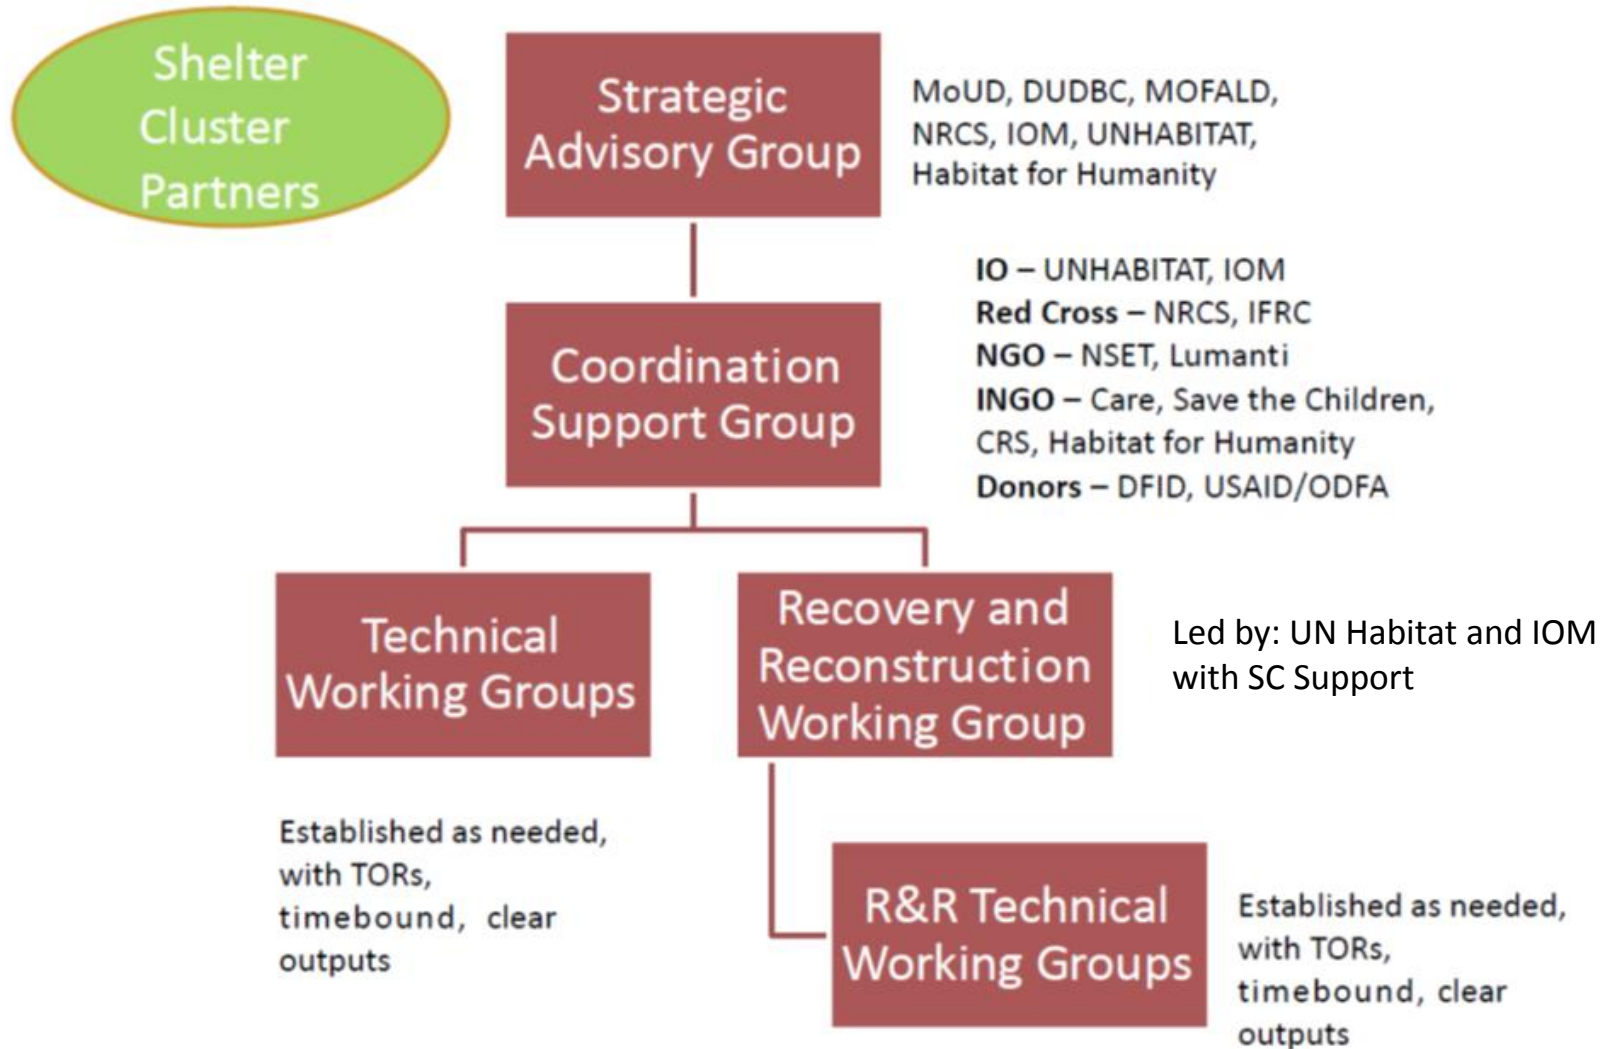 Shelter
Cluster
Partners
Strategic
Advisory Group
MoUD, DUDBC, MOFALD,
NRCS, IOM, UNHABITAT,
Habitat for Humanity
Coordination
Support Group
IO – UNHABITAT, IOM
Red Cross – NRCS, IFRC
NGO – NSET, Lumanti
INGO – Care, Save the Children,
CRS, Habitat for Humanity
Donors – DFID, USAID/ODFA
Technical
Working Groups
Established as needed,
with TORs,
timebound, clear
outputs
Recovery and
Reconstruction
Working Group
Led by: UN Habitat and IOM
with SC Support
R&R Technical
Working Groups
Established as needed,
with TORs,
timebound, clear
outputs